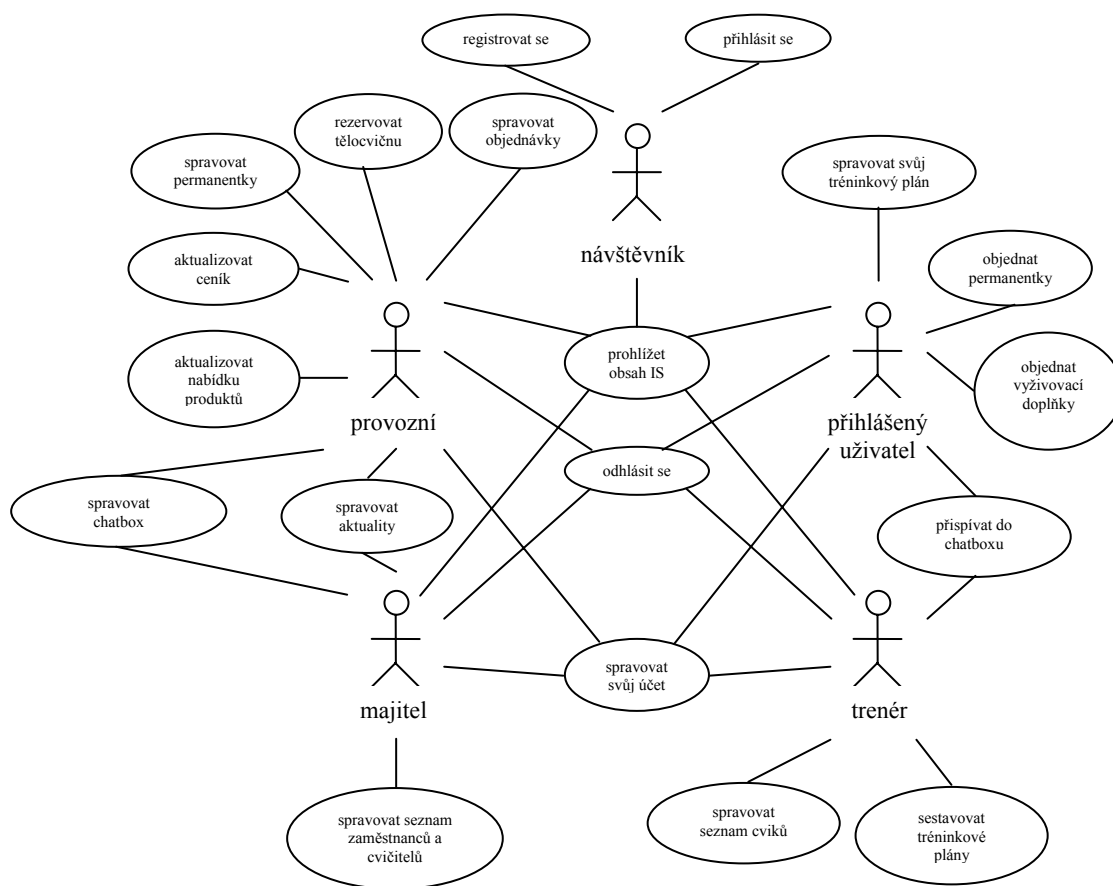 registrovat se
přihlásit se
rezervovat
tělocvičnu
spravovat
objednávky
spravovat
permanentky
spravovat svůj
tréninkový plán
návštěvník
aktualizovat
ceník
objednat
permanentky
aktualizovat
nabídku
produktů
prohlížet
obsah IS
objednat
vyživovací
doplňky
provozní
přihlášený
uživatel
odhlásit se
spravovat
chatbox
spravovat
aktuality
přispívat do
chatboxu
spravovat
svůj účet
majitel
trenér
spravovat seznam
zaměstnanců a
cvičitelů
spravovat
seznam cviků
sestavovat
tréninkové
plány